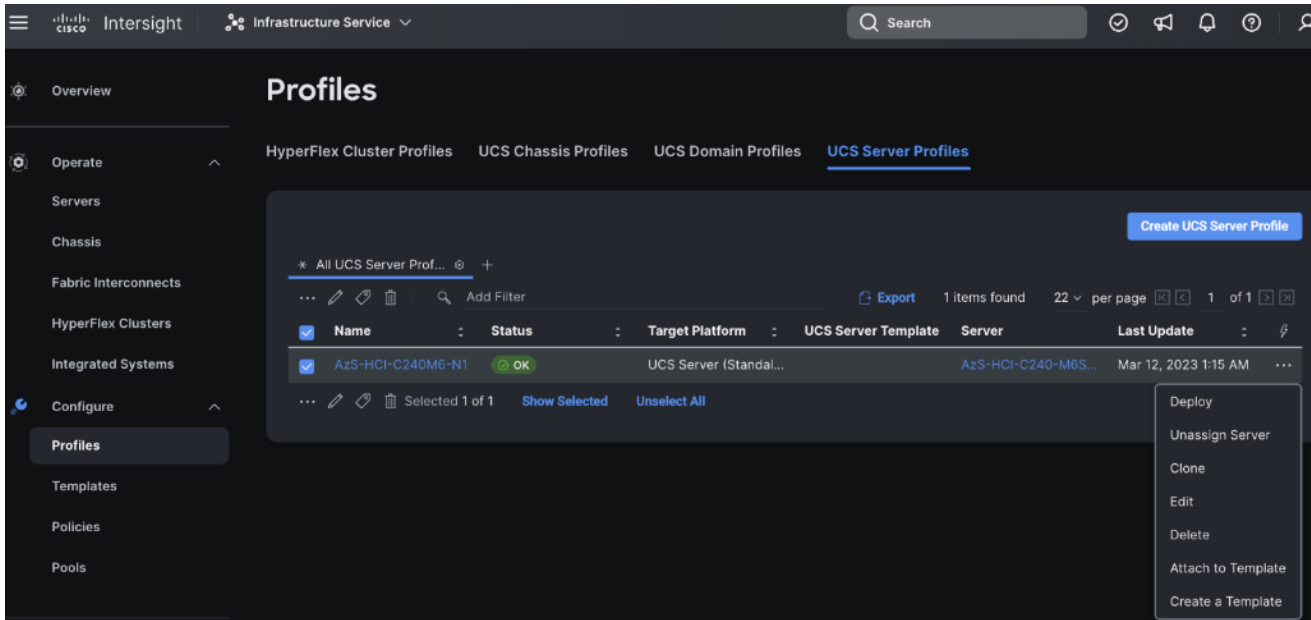 cisco Intersight Infrastructure Service Search
Overview
Profiles
HyperFlex Cluster Profiles UCS Chassis Profiles UCS Domain Profiles UCS Server Profiles
Operate
Servers
Chassis
Fabric Interconnects
HyperFlex Clusters
Integrated Systems
Configure
Profiles
Templates
Policies
Pools
Create UCS Server Profile
All UCS Server Prof...
Add Filter Export 1 items found 22 per page 1 of 1
Name Status Target Platform UCS Server Template Server Last Update
AzS-HCI-C240M6-N1 OK UCS Server (Standal... AzS-HCI-C240-M6S... Mar 12, 2023 1:15 AM
Selected 1 of 1 Show Selected Unselect All
Deploy
Unassign Server
Clone
Edit
Delete
Attach to Template
Create a Template